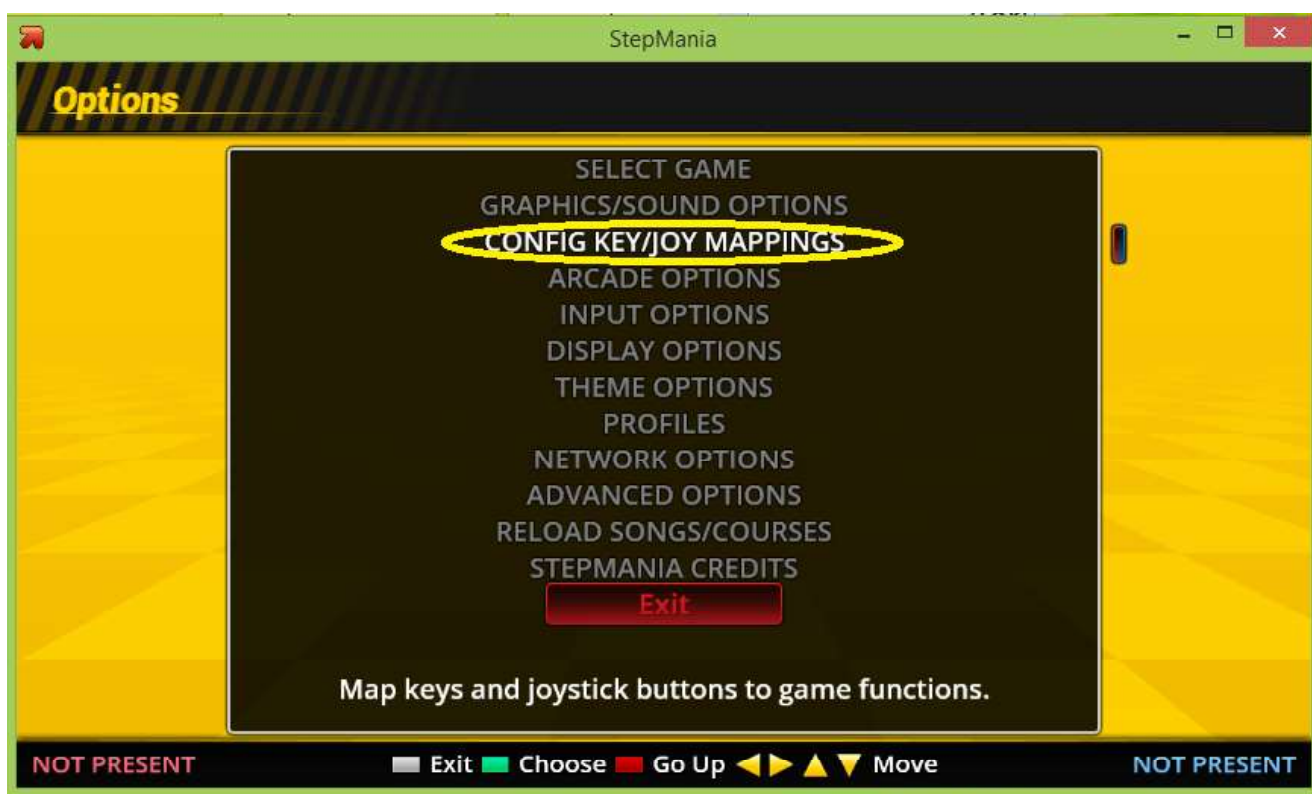 StepMania
Options
SELECT GAME
GRAPHICS/SOUND OPTIONS
CONFIG KEY/JOY MAPPINGS
ARCADE OPTIONS
INPUT OPTIONS
DISPLAY OPTIONS
THEME OPTIONS
PROFILES
NETWORK OPTIONS
ADVANCED OPTIONS
RELOAD SONGS/COURSES
STEPMANIA CREDITS
Exit
Map keys and joystick buttons to game functions.
NOT PRESENT Exit Choose Go Up Move NOT PRESENT